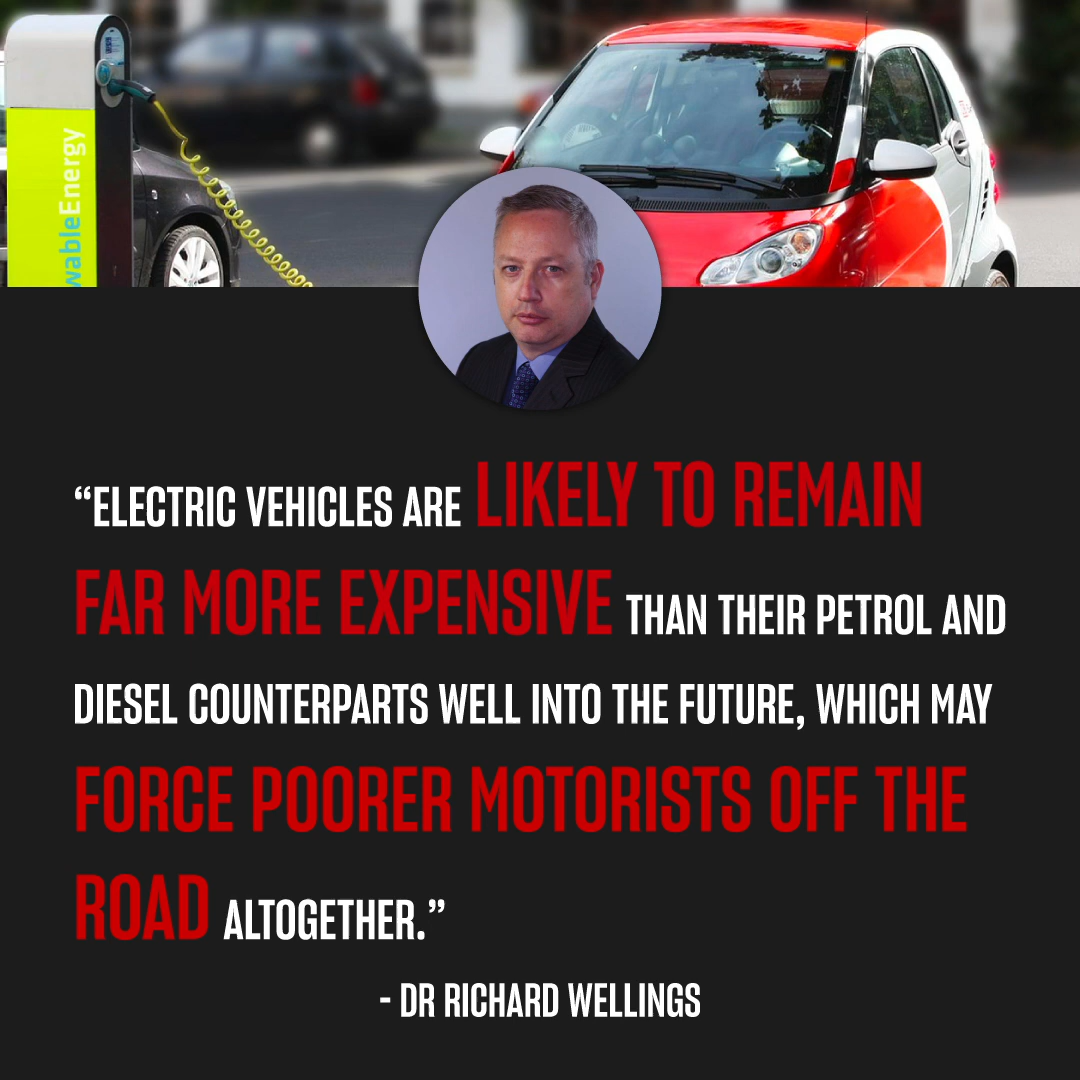 wableEnergy
“ELECTRIC VEHICLES ARE LIKELY TO REMAIN
FAR MORE EXPENSIVE THAN THEIR PETROL AND
DIESEL COUNTERPARTS WELL INTO THE FUTURE, WHICH MAY
FORCE POORER MOTORISTS OFF THE
ROAD ALTOGETHER.”
- DR RICHARD WELLINGS